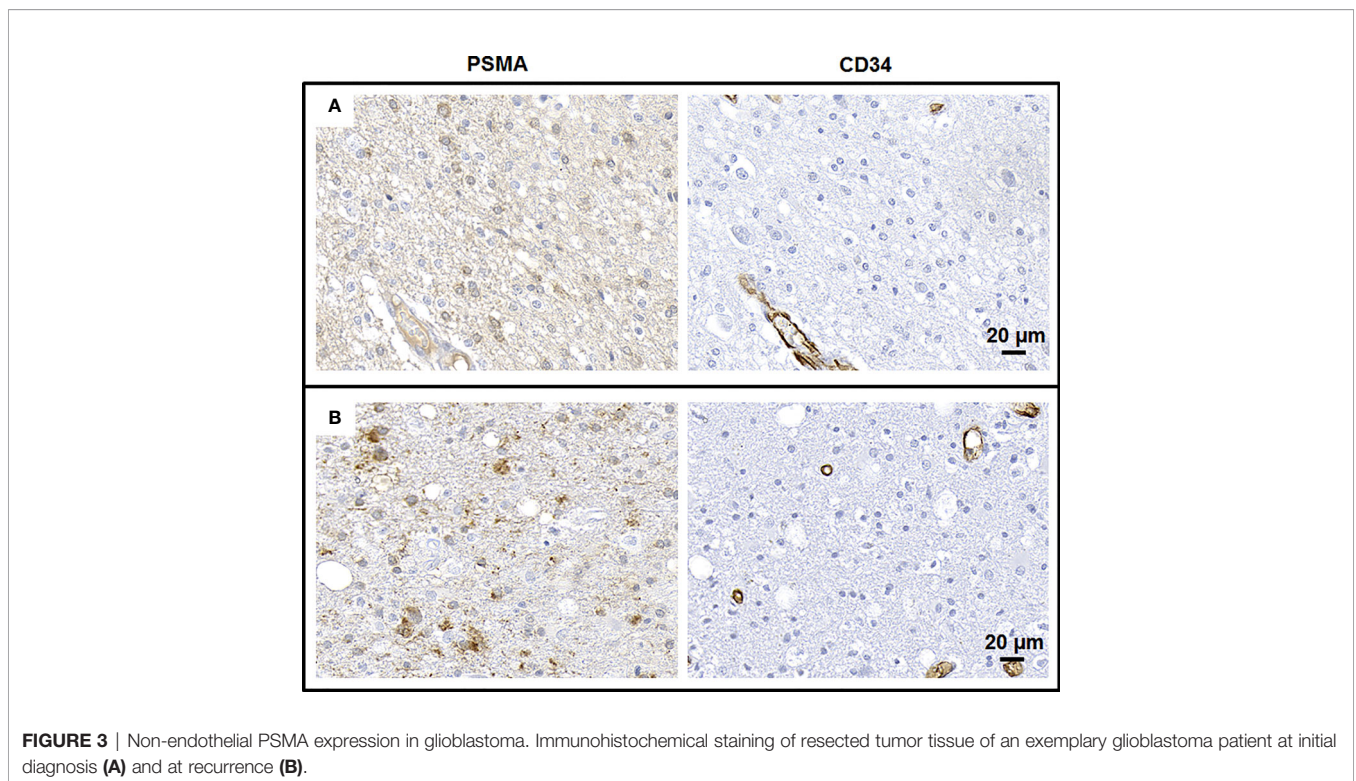 PSMA CD34
A
20 µm
B
20 µm
FIGURE 3 | Non-endothelial PSMA expression in glioblastoma. Immunohistochemical staining of resected tumor tissue of an exemplary glioblastoma patient at initial
diagnosis (A) and at recurrence (B).